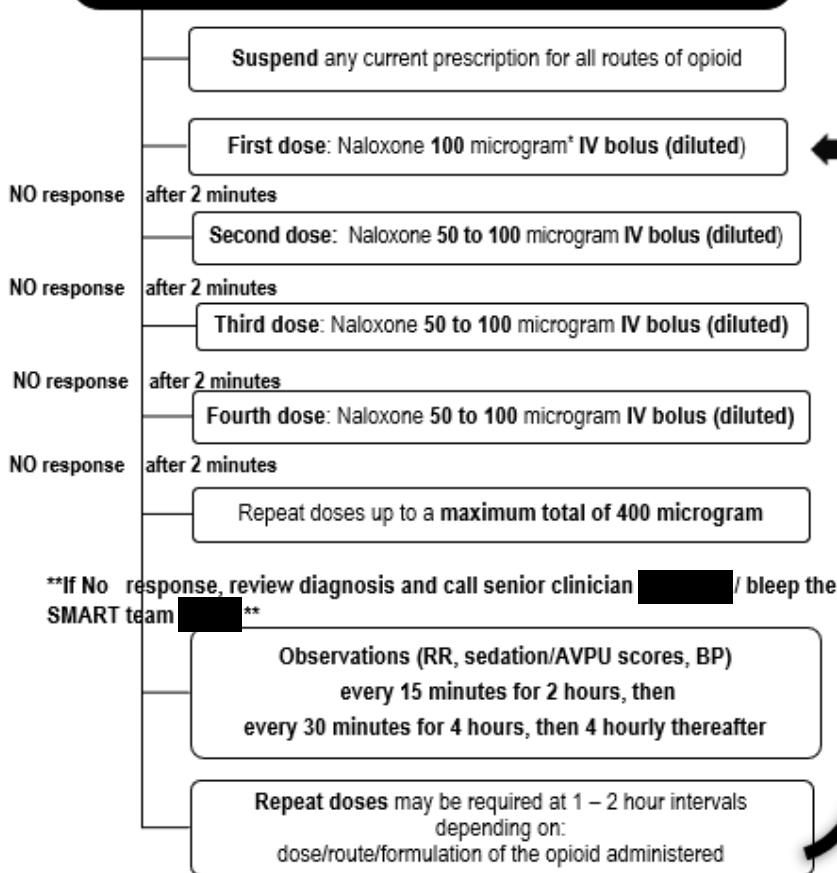 Suspend any current prescription for all routes of opioid
First dose: Naloxone 100 microgram* IV bolus (diluted)
NO response after 2 minutes
Second dose: Naloxone 50 to 100 microgram IV bolus (diluted)
NO response after 2 minutes
Third dose: Naloxone 50 to 100 microgram IV bolus (diluted)
NO response after 2 minutes
Fourth dose: Naloxone 50 to 100 microgram IV bolus (diluted)
NO response after 2 minutes
Repeat doses up to a maximum total of 400 microgram
**If No response, review diagnosis and call senior clinician / bleep the
SMART team **
Observations (RR, sedation/AVPU scores, BP)
every 15 minutes for 2 hours, then
every 30 minutes for 4 hours, then 4 hourly thereafter
Repeat doses may be required at 1 – 2 hour intervals
depending on:
dose/route/formulation of the opioid administered